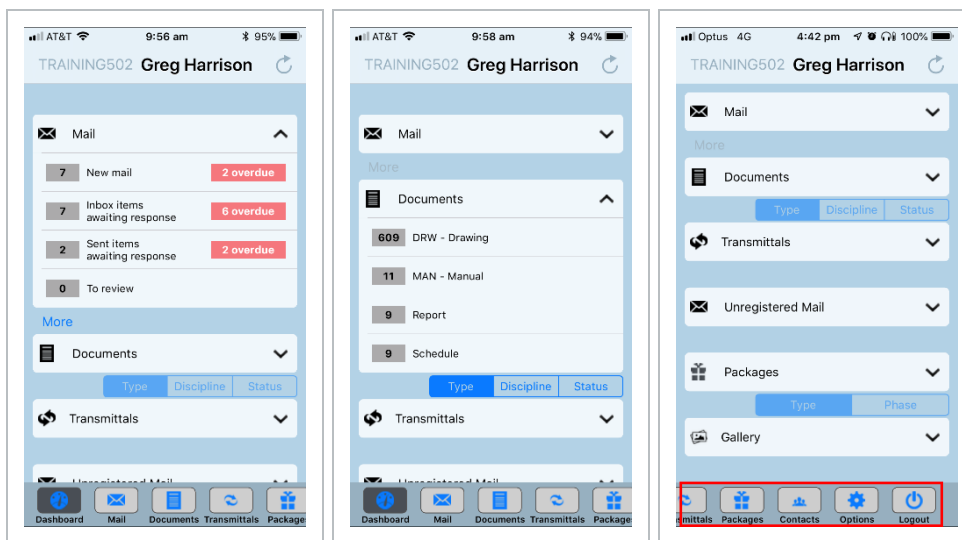 AT&T 9:56 am 95%
TRAINING502 Greg Harrison
Mail
7 New mail 2 overdue
7 Inbox items awaiting response 6 overdue
2 Sent items awaiting response 2 overdue
0 To review
More
Documents
Type Discipline Status
Transmittals
Unregistered Mail
Dashboard Mail Documents Transmittals Package
AT&T 9:58 am 94%
TRAINING502 Greg Harrison
Mail
More
Documents
609 DRW - Drawing
11 MAN - Manual
9 Report
9 Schedule
Type Discipline Status
Transmittals
Unregistered Mail
Dashboard Mail Documents Transmittals Package
Optus 4G 4:42 pm 100%
TRAINING502 Greg Harrison
Mail
More
Documents
Type Discipline Status
Transmittals
Unregistered Mail
Packages
Type Phase
Gallery
smittals Packages Contacts Options Logout